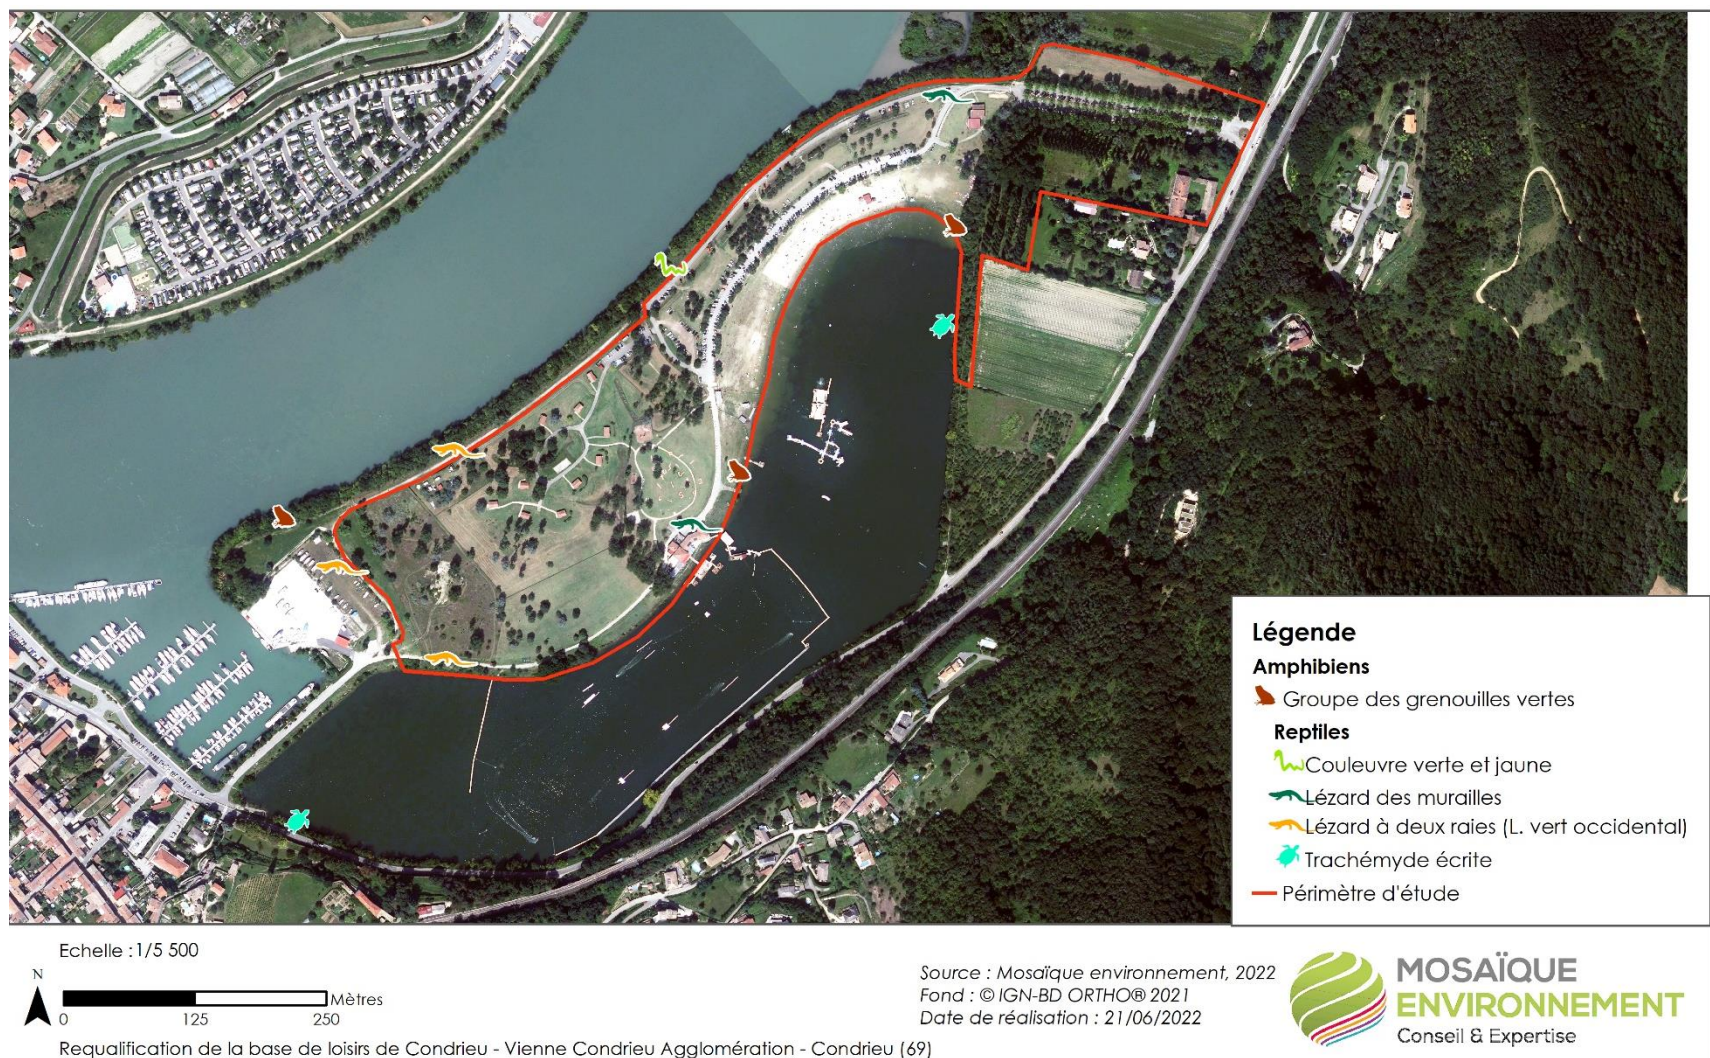 Légende
Amphibiens
Groupe des grenouilles vertes
Reptiles
Couleuvre verte et jaune
Lézard des murailles
Lézard à deux raies (L. vert occidental)
Trachémyde écrite
Périmètre d'étude
Echelle : 1/5 500
N
Mètres
0 125 250
Source : Mosaïque environnement, 2022
Fond : © IGN-BD ORTHO® 2021
Date de réalisation : 21/06/2022
MOSAÏQUE
ENVIRONNEMENT
Conseil & Expertise
Requalification de la base de loisirs de Condrieu - Vienne Condrieu Agglomération - Condrieu (69)